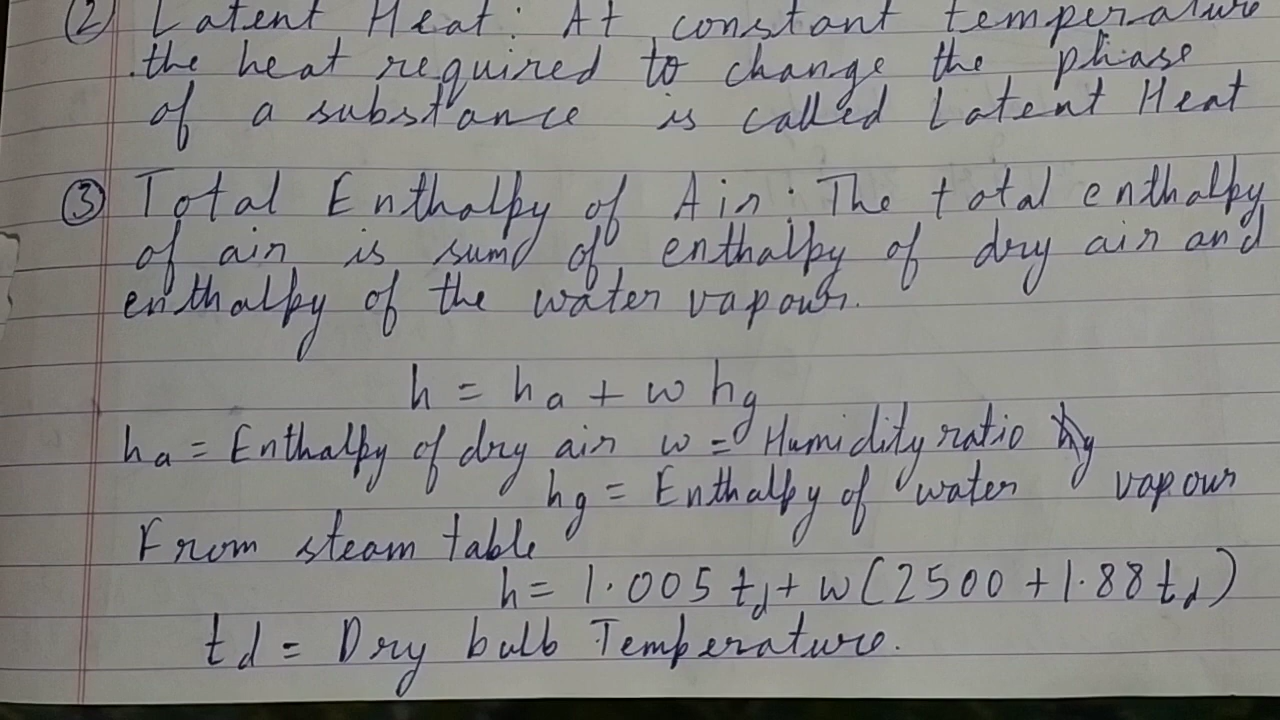 ② Latent Heat: At constant temperature
the heat required to change the phase
of a substance is called Latent Heat
③ Total Enthalpy of Air: The total enthalpy
of air is sum of enthalpy of dry air and
enthalpy of the water vapour.
h = ha + w hg
ha = Enthalpy of dry air w = Humidity ratio
hg = Enthalpy of water vapour
From steam table
h = 1.005 td + w(2500 + 1.88 td)
td = Dry bulb Temperature.